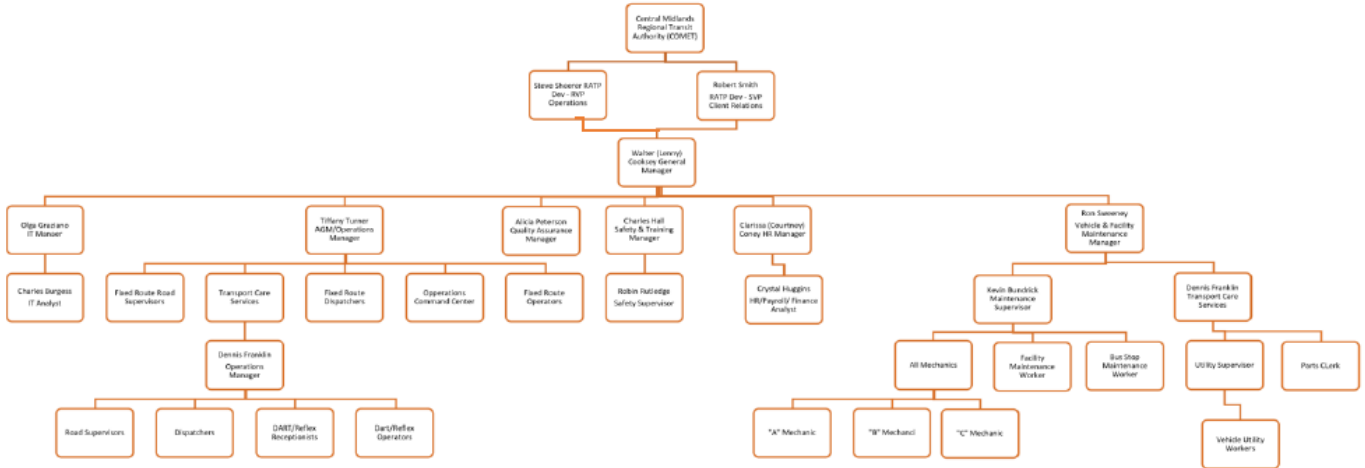 Central Midlands
Regional Transit
Authority (COMET)
Steve Sheerer RATP
Dev - RVP
Operations
Robert Smith
RATP Dev - SVP
Client Relations
Walter (Lenny)
Cooksey General
Manager
Olga Graziano
IT Manser
Tiffany Turner
AGM/Operations
Manager
Alicia Peterson
Quality Assurance
Manager
Charles Hall
Safety & Training
Manager
Clarissa (Courtney)
Coney HR Manager
Ron Sweeney
Vehicle & Facility
Maintenance
Manager
Charles Burgess
IT Analyst
Fixed Route Road
Supervisors
Transport Care
Services
Fixed Route
Dispatchers
Opperations
Command Center
Fixed Route
Operators
Robin Rutledge
Safety Supervisor
Crystal Huggins
HR/Payroll/ Finance
Analyst
Kevin Bundrick
Maintenance
Supervisor
Dennis Franklin
Transport Care
Services
Dennis Franklin
Operations
Manager
All Mechanics
Facility
Maintenance
Worker
Bus Stop
Maintenance
Worker
Utility Supervisor
Parts CLerk
Road Supervisors
Dispatchers
DART/Reflex
Receptionists
Dart/Reflex
Operators
"A" Mechanic
"B" Mechanci
"C" Mechanic
Vehicle Utility
Workers